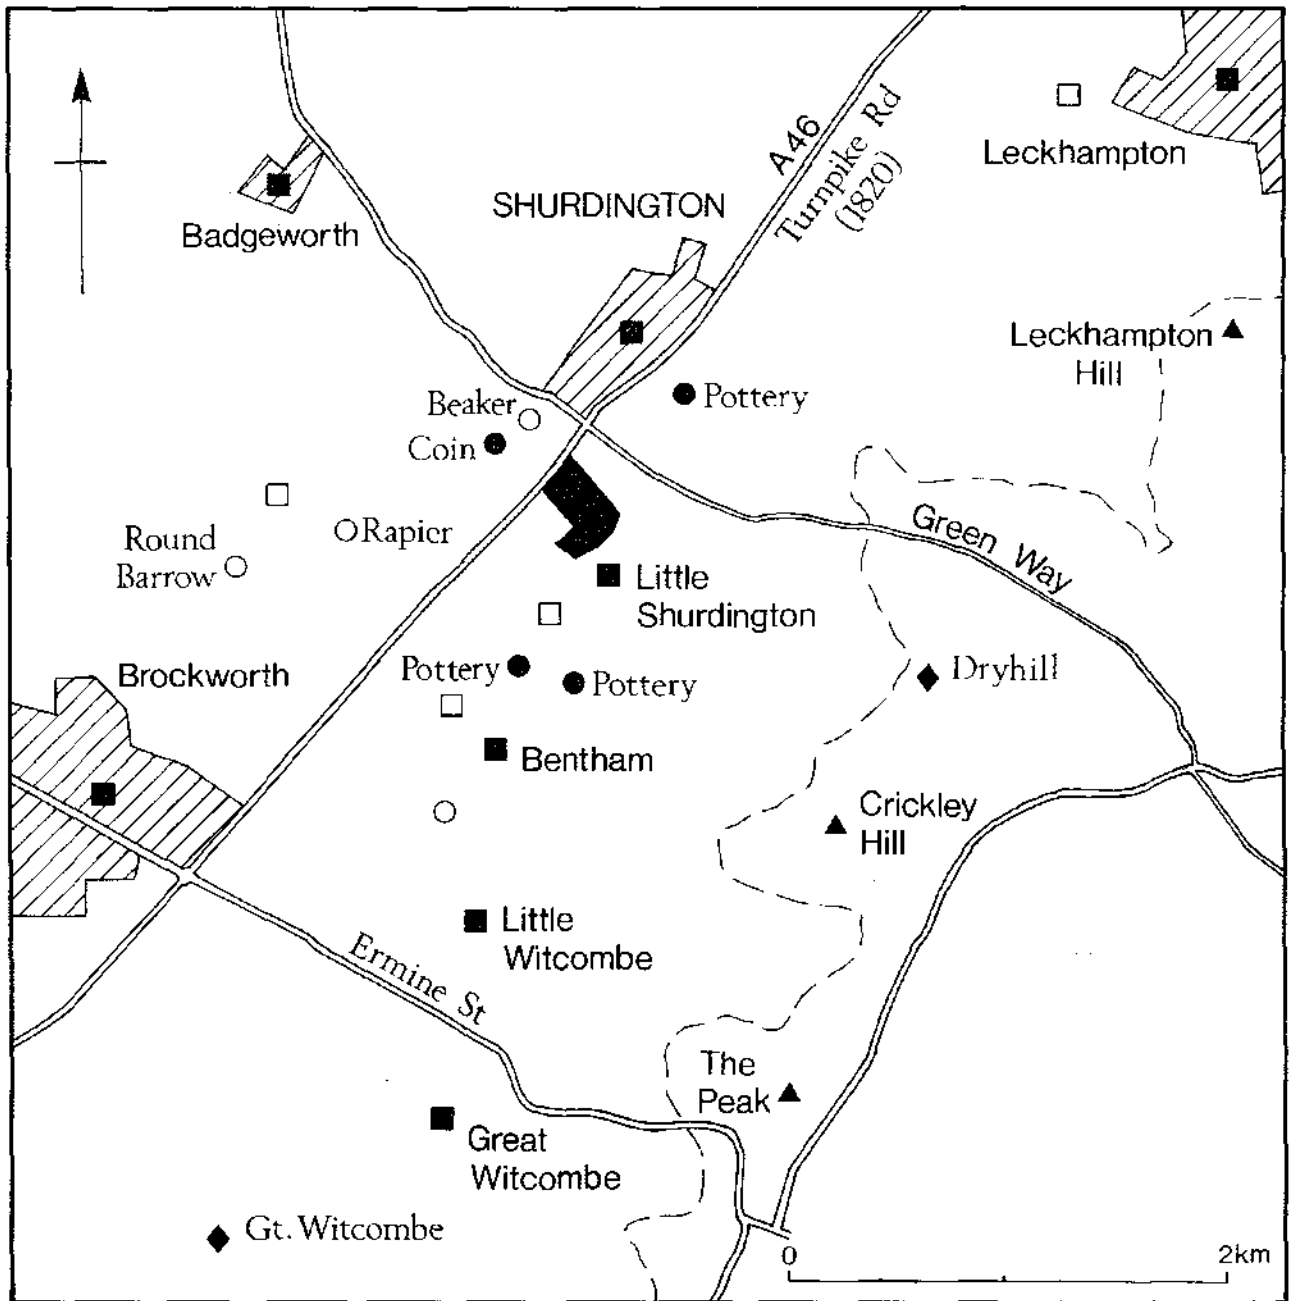 A46
Turnpike Rd
(1820)
Leckhampton
SHURDINGTON
Badgeworth
Leckhampton
Hill
Beaker
Pottery
Coin
Green Way
Rapier
Round
Barrow
Little
Shurdington
Brockworth
Pottery
Pottery
Dryhill
Bentham
Crickley
Hill
Little
Witcombe
Ermine St
The
Peak
Great
Witcombe
Gt. Witcombe
0
2km